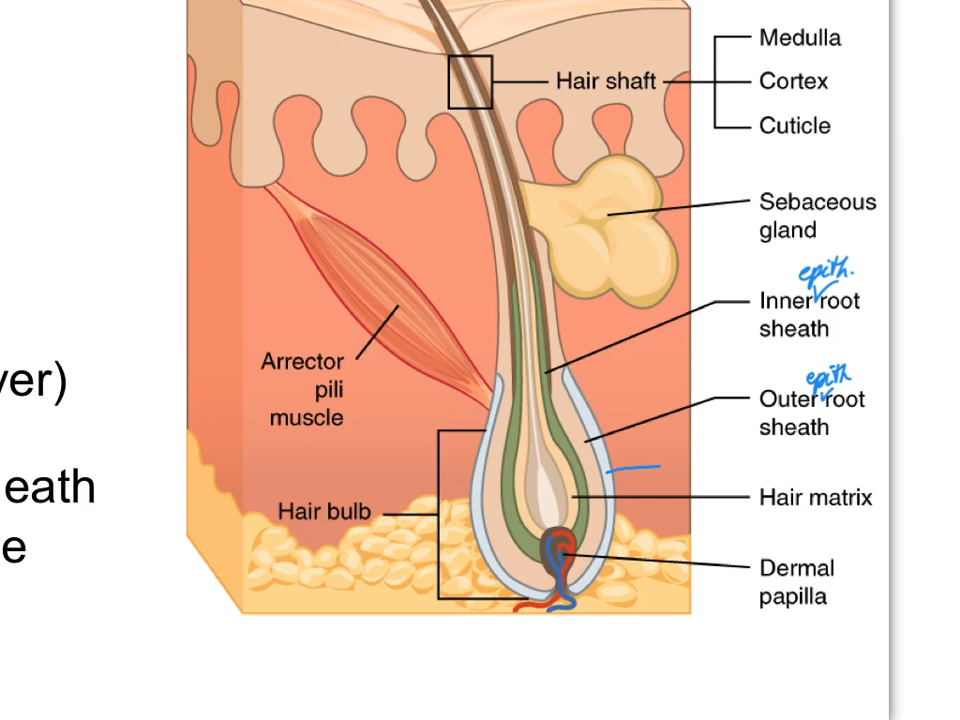 Medulla
Hair shaft
Cortex
Cuticle
Sebaceous
gland
epith.
Inner root
sheath
Arrector
pili
muscle
ver)
epith
Outer root
sheath
eath
Hair matrix
Hair bulb
e
Dermal
papilla